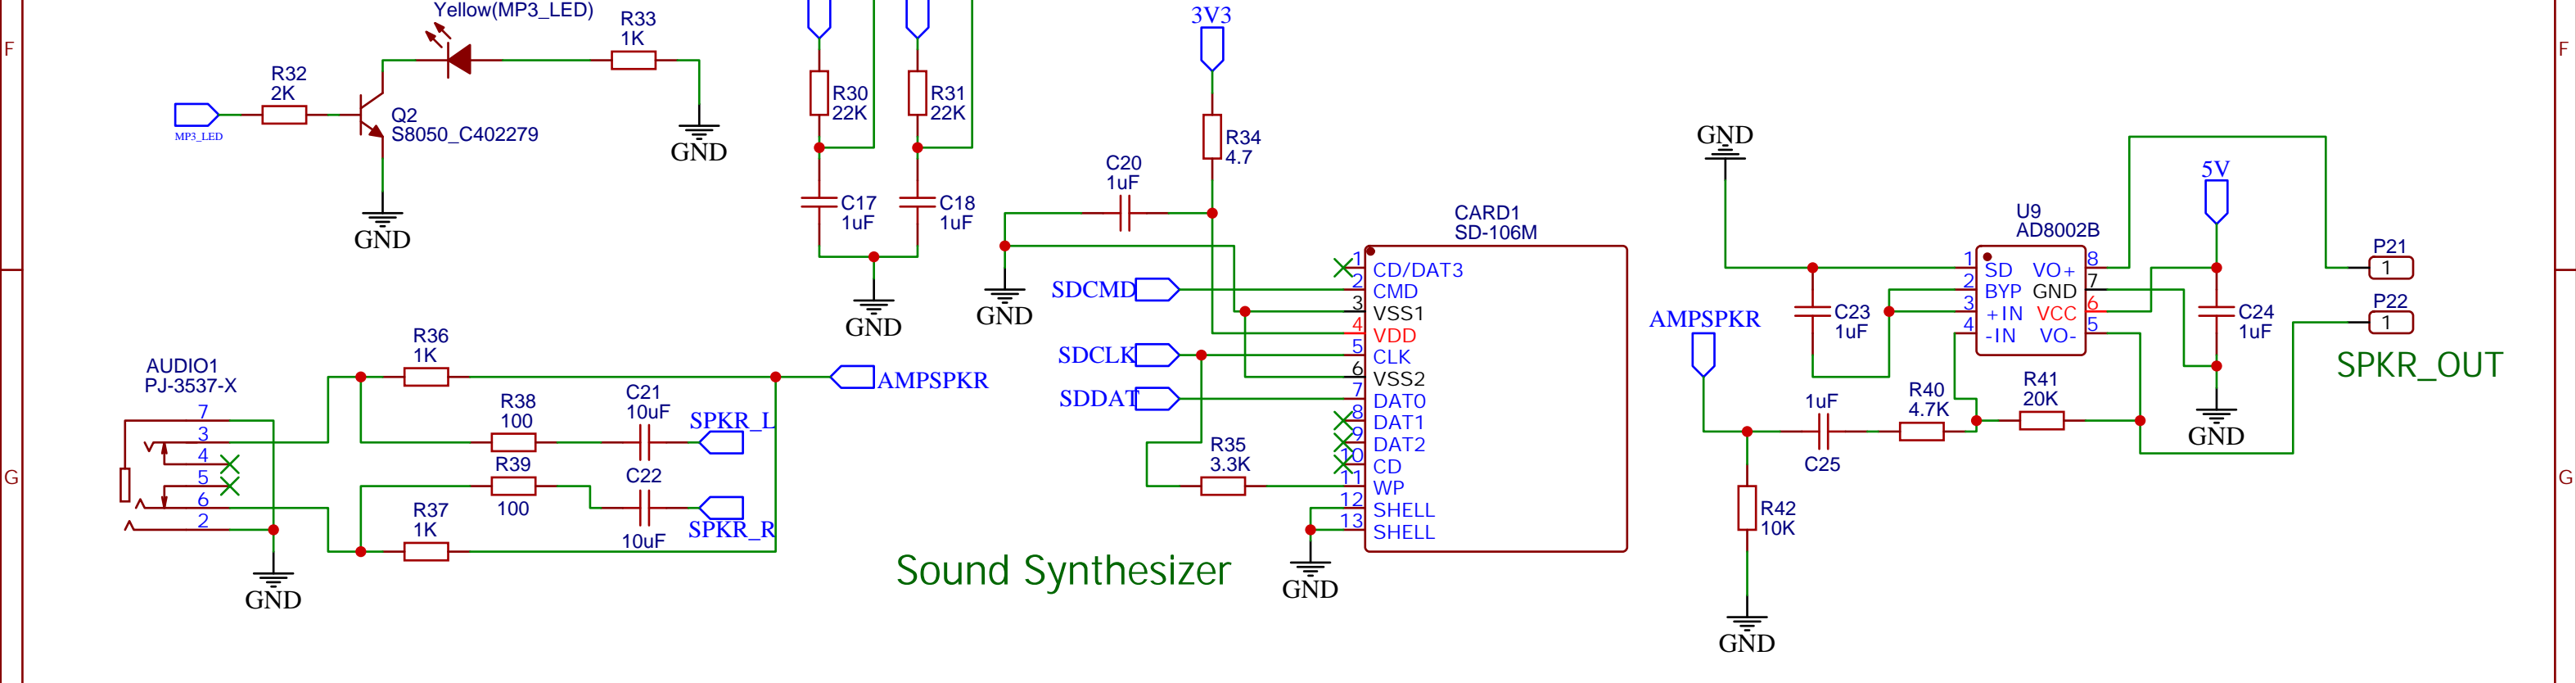 F
Yellow(MP3_LED)
R33
1K
R32
2K
MP3_LED
Q2
S8050_C402279
GND
GND
R30
22K
R31
22K
C17
1uF
C18
1uF
GND
3V3
R34
4.7
C20
1uF
GND
CARD1
SD-106M
SDCMD
SDCLK
SDDAT
1 CD/DAT3
2 CMD
3 VSS1
4 VDD
5 CLK
6 VSS2
7 DAT0
8 DAT1
9 DAT2
10 CD
11 WP
12 SHELL
13 SHELL
R35
3.3K
GND
GND
5V
U9
AD8002B
1 SD VO+ 8
2 BYP GND 7
3 +IN VCC 6
4 -IN VO- 5
C23
1uF
C24
1uF
GND
P21
1
P22
1
SPKR_OUT
AMPSPKR
1uF
C25
R40
4.7K
R41
20K
R42
10K
GND
F
G
AUDIO1
PJ-3537-X
7
3
4
5
6
2
GND
R36
1K
AMPSPKR
R38
100
C21
10uF
SPKR_L
R39
100
C22
10uF
SPKR_R
R37
1K
Sound Synthesizer
G